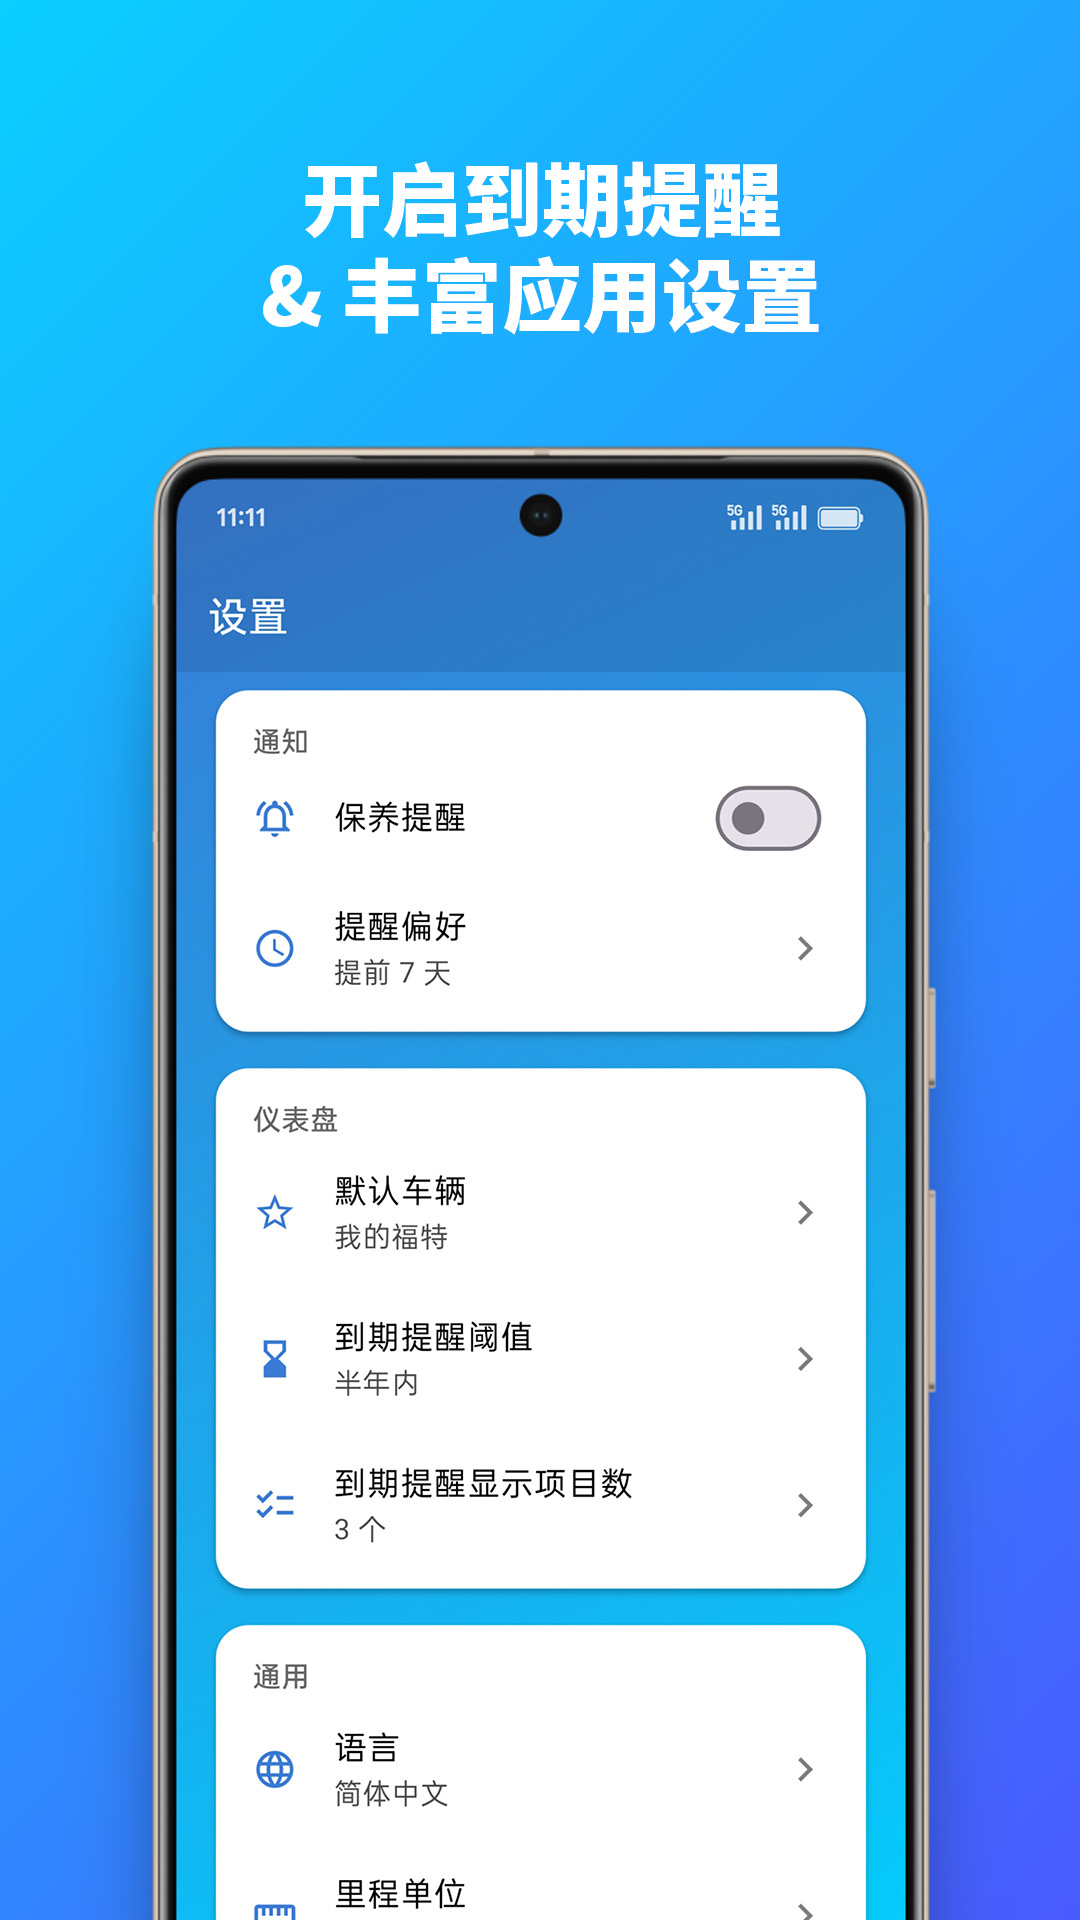 开启到期提醒
& 丰富应用设置
11:11
5G 5G
设置
通知
保养提醒
提醒偏好
提前 7 天
仪表盘
默认车辆
我的福特
到期提醒阈值
半年内
到期提醒显示项目数
3 个
通用
语言
简体中文
里程单位